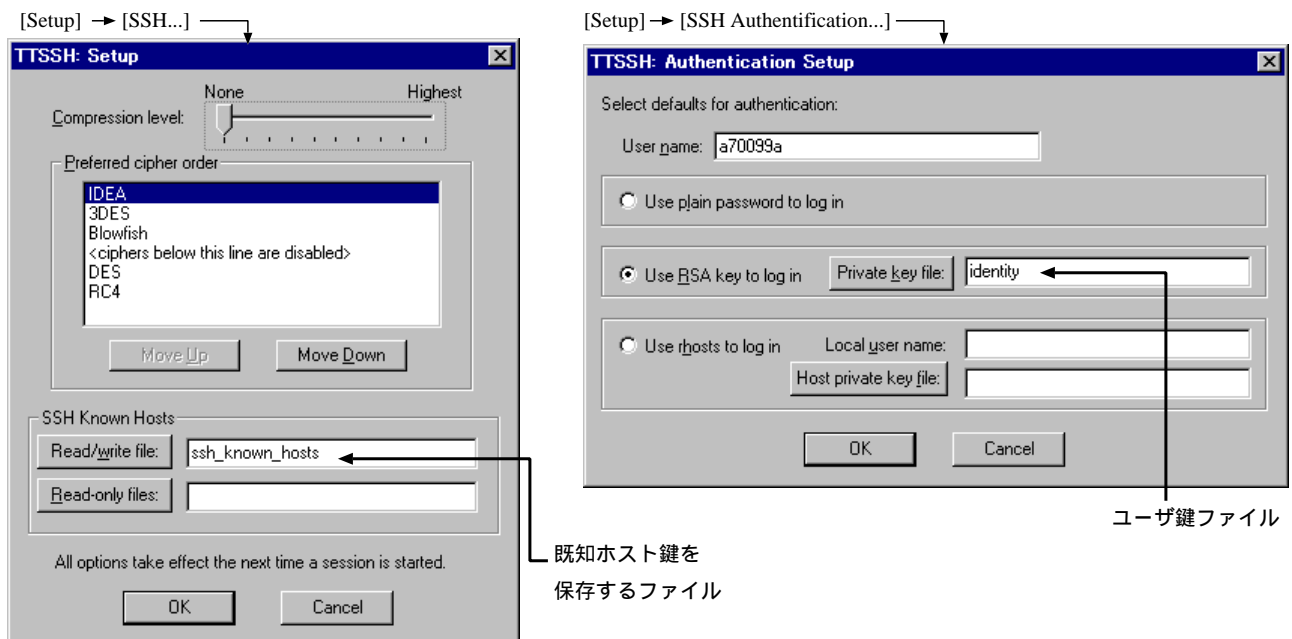 [Setup] → [SSH...]
TTSSH: Setup
None Highest
Compression level:
Preferred cipher order
IDEA
3DES
Blowfish
<ciphers below this line are disabled>
DES
RC4
Move Up Move Down
SSH Known Hosts
Read/write file: ssh_known_hosts
Read-only files:
All options take effect the next time a session is started.
OK Cancel
既知ホスト鍵を
保存するファイル
[Setup] → [SSH Authentification...]
TTSSH: Authentication Setup
Select defaults for authentication:
User name: a70099a
Use plain password to log in
Use RSA key to log in Private key file: identity
Use rhosts to log in Local user name:
Host private key file:
OK Cancel
ユーザ鍵ファイル